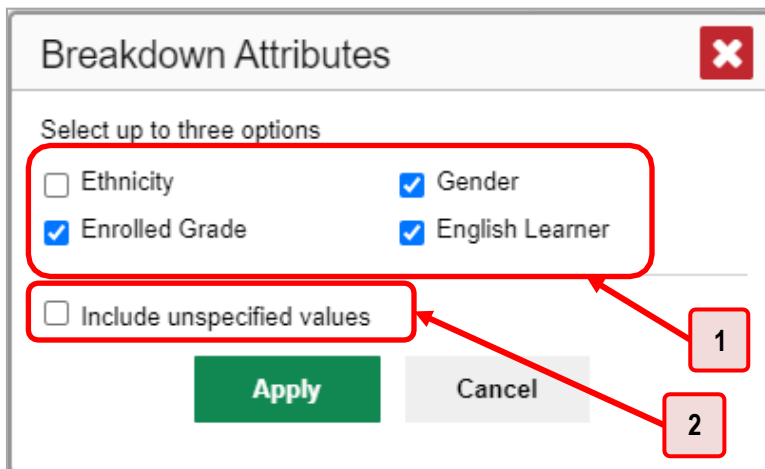 Breakdown Attributes
Select up to three options
Ethnicity Gender
Enrolled Grade English Learner
Include unspecified values
1
Apply Cancel
2